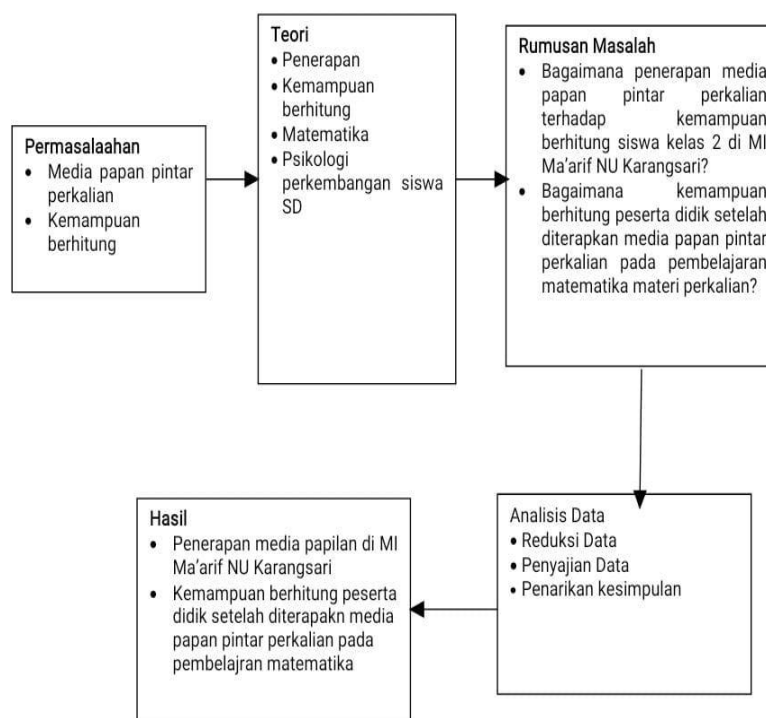 Permasalaahan
• Media papan pintar
perkalian
• Kemampuan
berhitung
Teori
• Penerapan
• Kemampuan
berhitung
• Matematika
• Psikologi
perkembangan siswa
SD
Rumusan Masalah
• Bagaimana penerapan media
papan pintar perkalian
terhadap kemampuan
berhitung siswa kelas 2 di MI
Ma'arif NU Karangsari?
• Bagaimana kemampuan
berhitung peserta didik setelah
diterapkan media papan pintar
perkalian pada pembelajaran
matematika materi perkalian?
Analisis Data
• Reduksi Data
• Penyajian Data
• Penarikan kesimpulan
Hasil
• Penerapan media papilan di MI
Ma'arif NU Karangsari
• Kemampuan berhitung peserta
didik setelah diterapakn media
papan pintar perkalian pada
pembelajran matematika